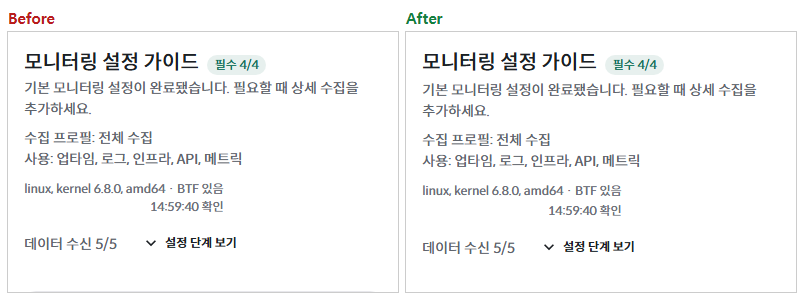 Before
모니터링 설정 가이드 필수 4/4
기본 모니터링 설정이 완료됐습니다. 필요할 때 상세 수집을
추가하세요.
수집 프로필: 전체 수집
사용: 업타임, 로그, 인프라, API, 메트릭
linux, kernel 6.8.0, amd64 · BTF 있음
14:59:40 확인
데이터 수신 5/5 설정 단계 보기
After
모니터링 설정 가이드 필수 4/4
기본 모니터링 설정이 완료됐습니다. 필요할 때 상세 수집을
추가하세요.
수집 프로필: 전체 수집
사용: 업타임, 로그, 인프라, API, 메트릭
linux, kernel 6.8.0, amd64 · BTF 있음
14:59:40 확인
데이터 수신 5/5 설정 단계 보기